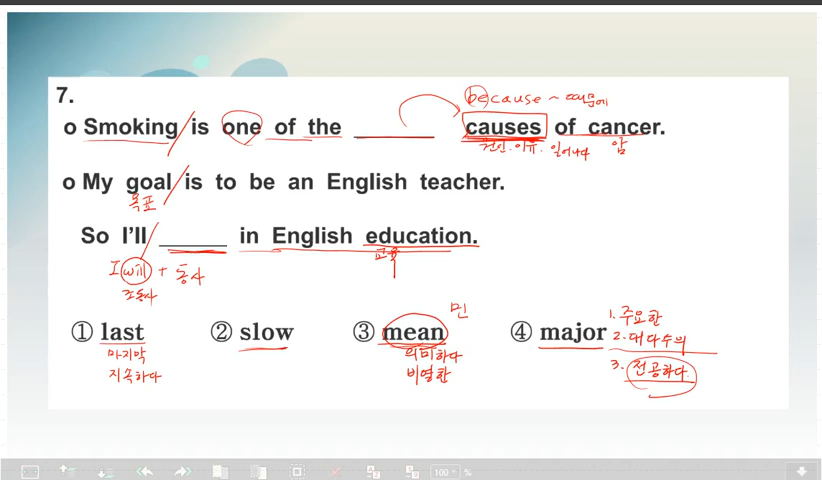 7.
because ~ 때문에
o Smoking is one of the ________ causes of cancer.
원인·이유· 일어나다 암
o My goal is to be an English teacher.
목표
So I'll ______ in English education.
교육
I will + 동사
조동사
민
① last ② slow ③ mean ④ major
마지막
지속하다
의미하다
비열한
1. 주요한
2. 대다수의
3. 전공하다.
100 %